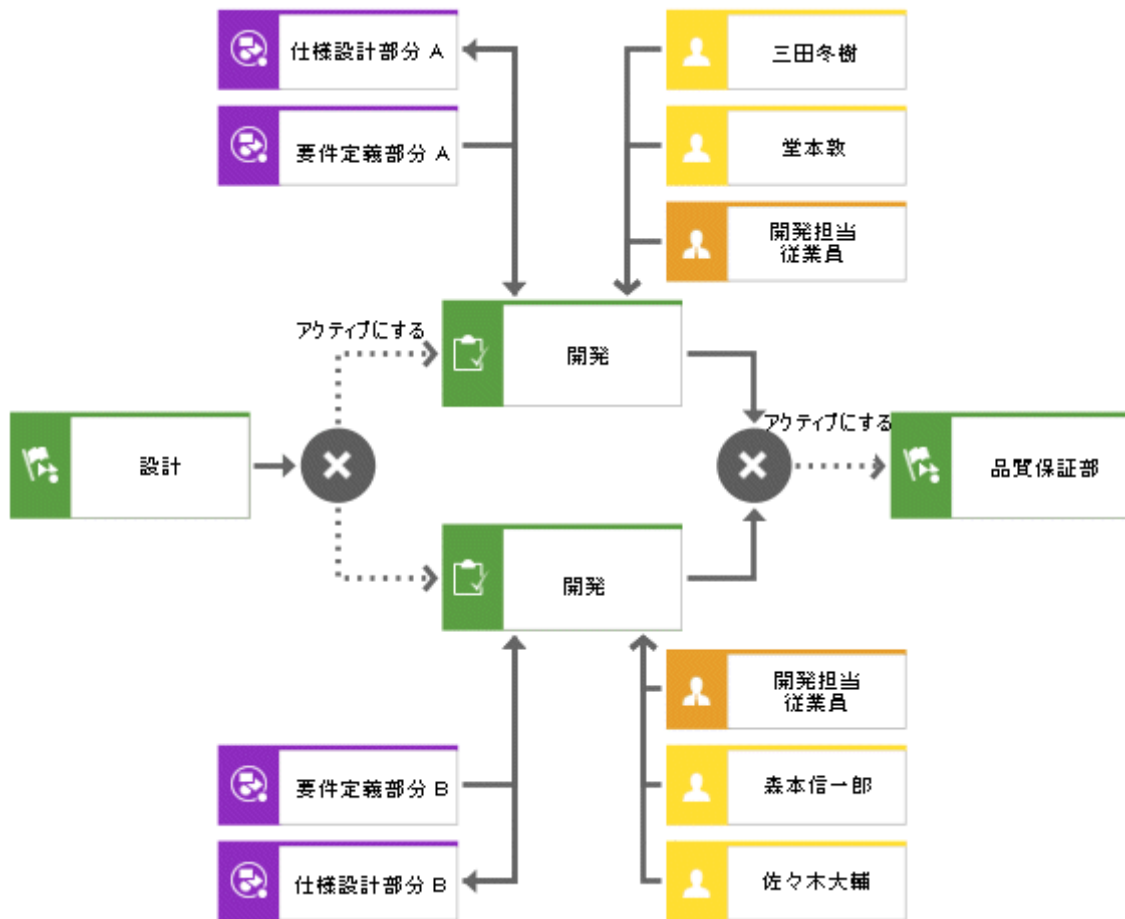 仕様設計部分 A
三田冬樹
要件定義部分 A
堂本敦
開発担当
従業員
アクティブにする
開発
アクティブにする
設計
品質保証部
開発
開発担当
従業員
要件定義部分 B
森本信一郎
仕様設計部分 B
佐々木大輔